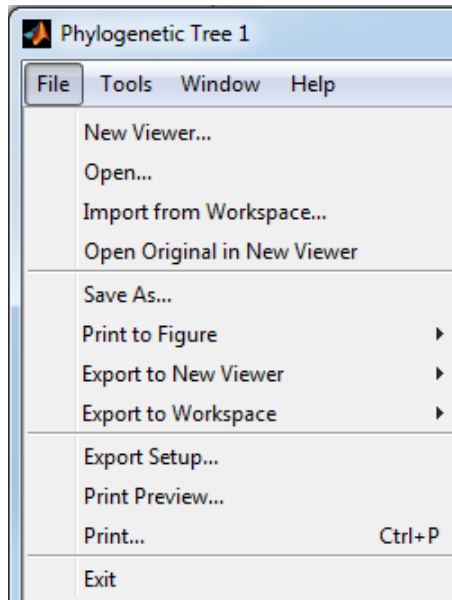 Phylogenetic Tree 1
File Tools Window Help
New Viewer...
Open...
Import from Workspace...
Open Original in New Viewer
Save As...
Print to Figure
Export to New Viewer
Export to Workspace
Export Setup...
Print Preview...
Print... Ctrl+P
Exit